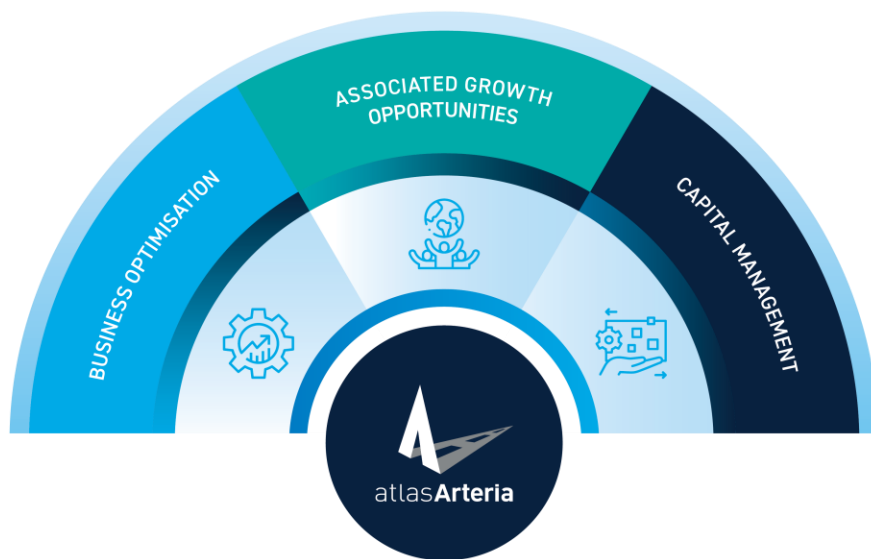 BUSINESS OPTIMISATION
ASSOCIATED GROWTH
OPPORTUNITIES
CAPITAL MANAGEMENT
atlasArteria